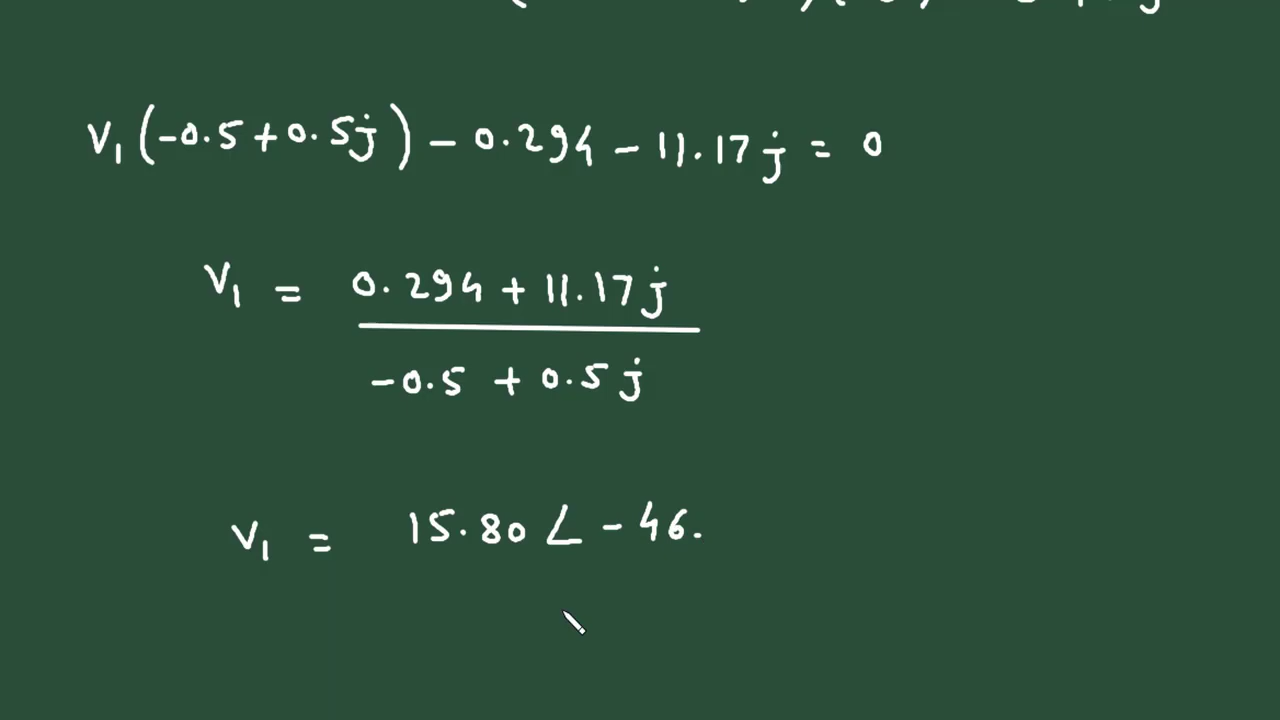 V₁(-0.5+0.5j) - 0.294 - 11.17j = 0
V₁ = 0.294 + 11.17j
-0.5 + 0.5j
V₁ = 15.80 ∠ -46.